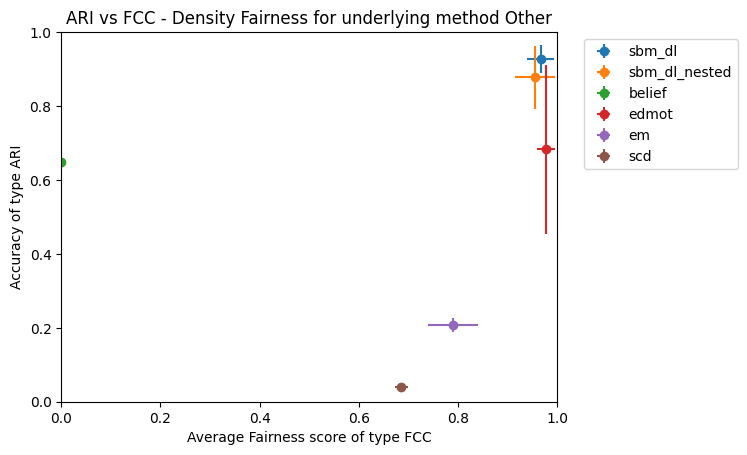 ARI vs FCC - Density Fairness for underlying method Other
sbm_dl
sbm_dl_nested
belief
edmot
em
scd
Accuracy of type ARI
1.0
0.8
0.6
0.4
0.2
0.0
0.0 0.2 0.4 0.6 0.8 1.0
Average Fairness score of type FCC